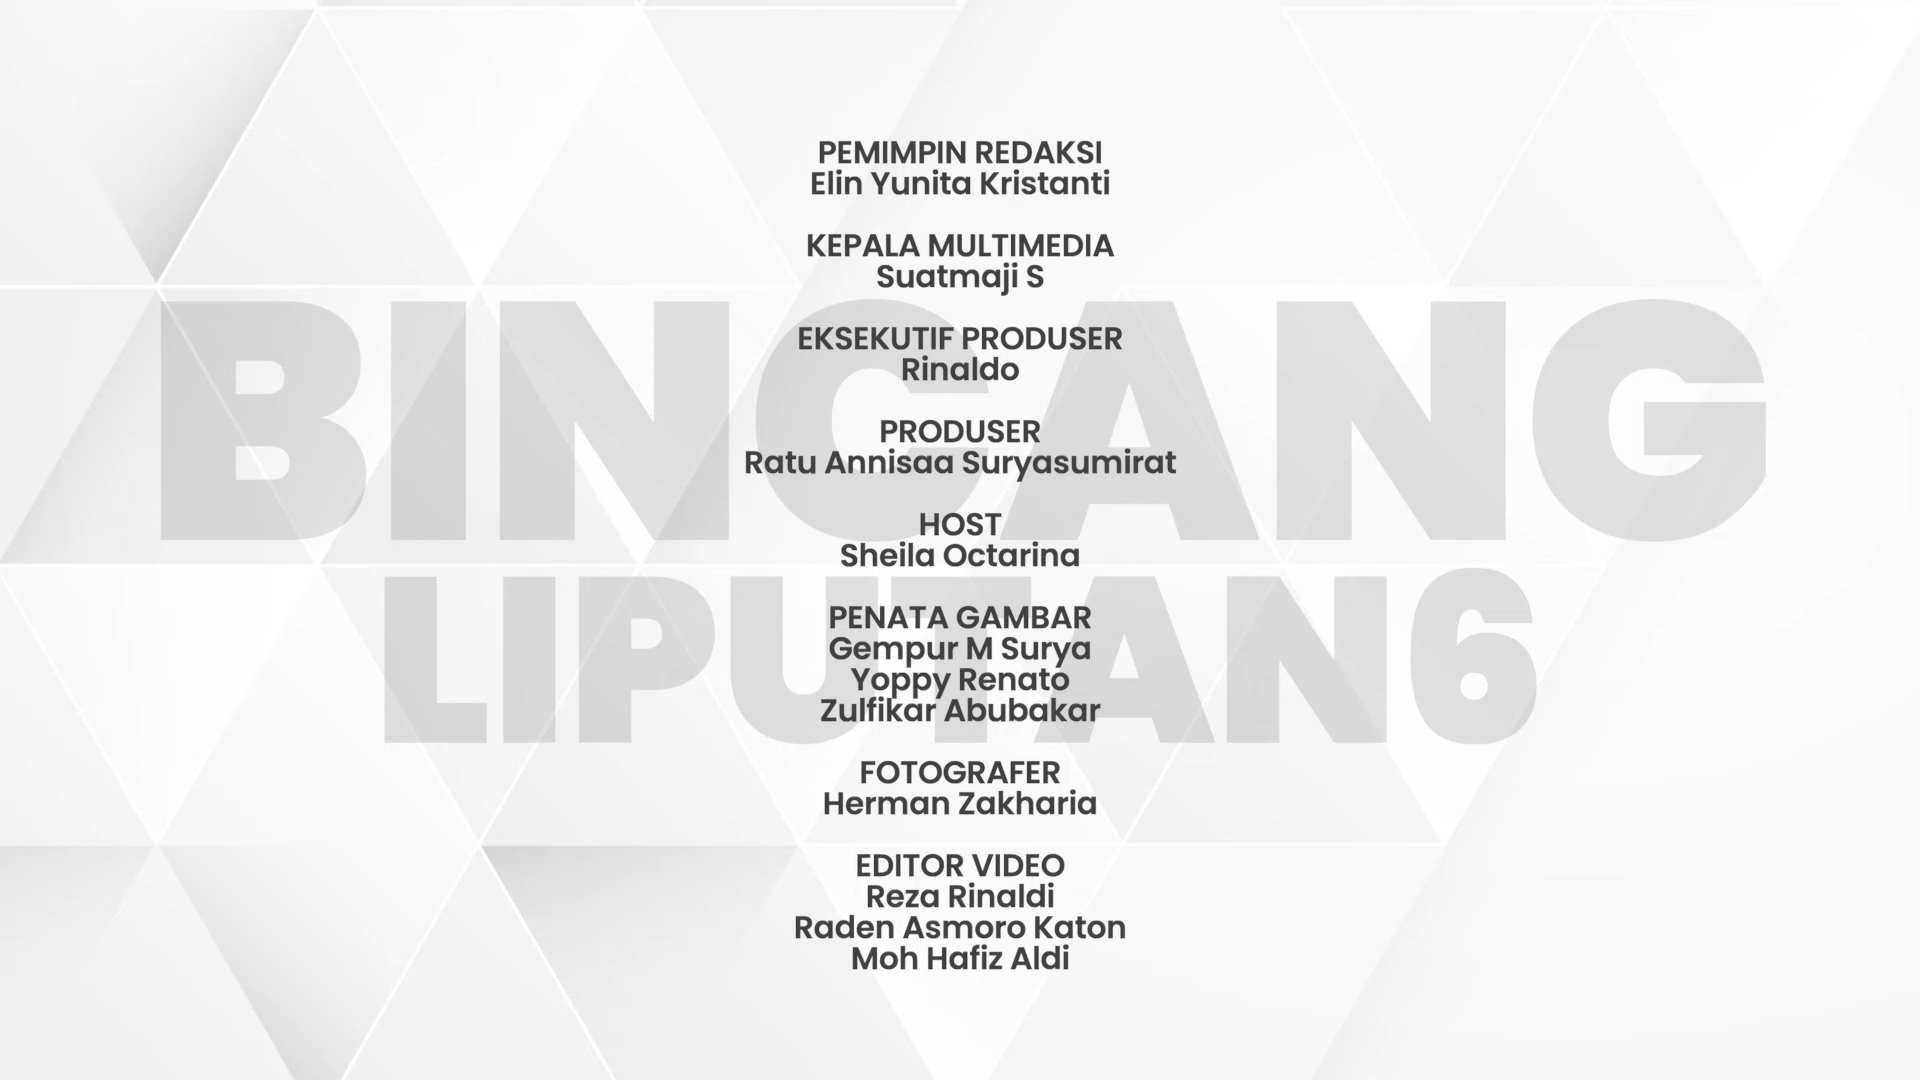 PEMIMPIN REDAKSI
Elin Yunita Kristanti
KEPALA MULTIMEDIA
Suatmaji S
EKSEKUTIF PRODUSER
Rinaldo
PRODUSER
Ratu Annisaa Suryasumirat
HOST
Sheila Octarina
PENATA GAMBAR
Gempur M Surya
Yoppy Renato
Zulfikar Abubakar
FOTOGRAFER
Herman Zakharia
EDITOR VIDEO
Reza Rinaldi
Raden Asmoro Katon
Moh Hafiz Aldi
BINCANG
LIPUTAN6